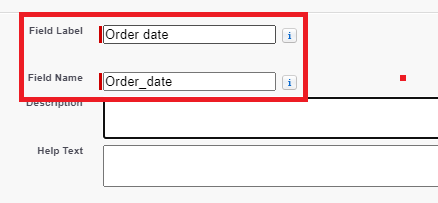 Field Label Order date i
Field Name Order_date i
Description
Help Text